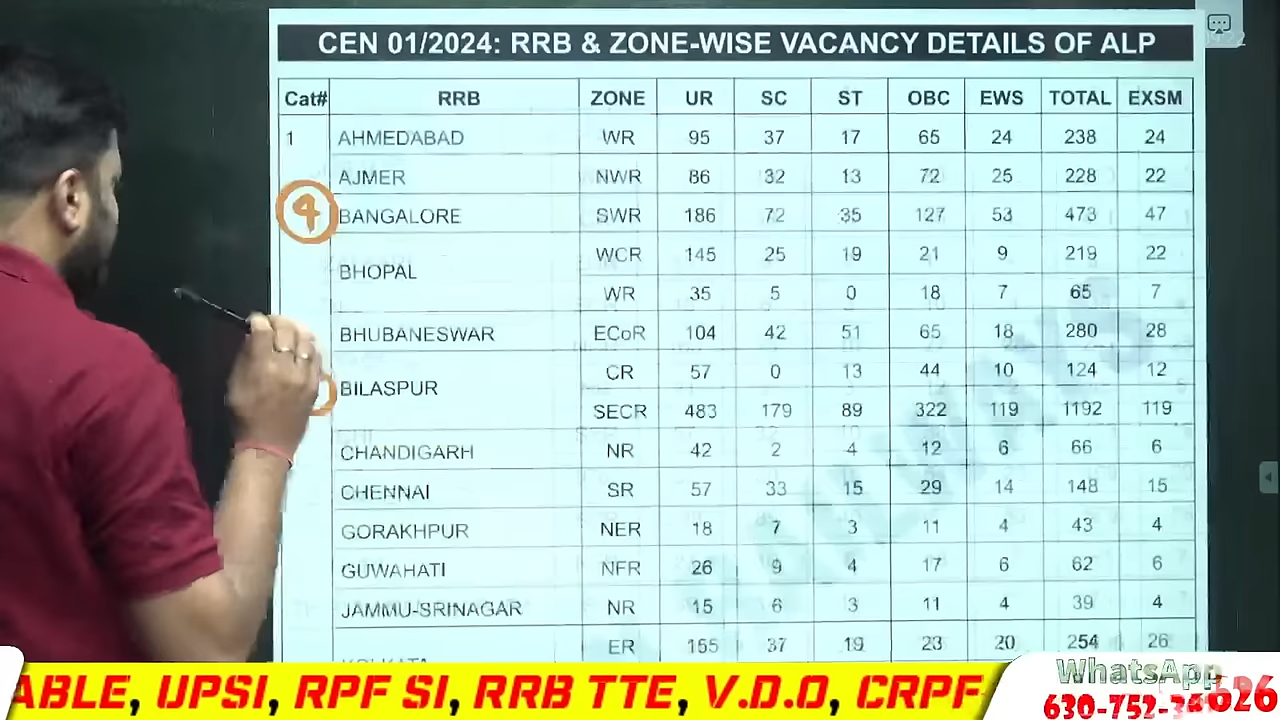 CEN 01/2024: RRB & ZONE-WISE VACANCY DETAILS OF ALP
Cat# RRB ZONE UR SC ST OBC EWS TOTAL EXSM
1 AHMEDABAD WR 95 37 17 65 24 238 24
AJMER NWR 86 32 13 72 25 228 22
4 BANGALORE SWR 186 72 35 127 53 473 47
BHOPAL WCR 145 25 19 21 9 219 22
WR 35 5 0 18 7 65 7
BHUBANESWAR ECoR 104 42 51 65 18 280 28
BILASPUR CR 57 0 13 44 10 124 12
SECR 483 179 89 322 119 1192 119
CHANDIGARH NR 42 2 4 12 6 66 6
CHENNAI SR 57 33 15 29 14 148 15
GORAKHPUR NER 18 7 3 11 4 43 4
GUWAHATI NFR 26 9 4 17 6 62 6
JAMMU-SRINAGAR NR 15 6 3 11 4 39 4
ER 155 37 19 23 20 254 26
ABLE, UPSI, RPF SI, RRB TTE, V.D.O, CRPF
WhatsApp
630-752-